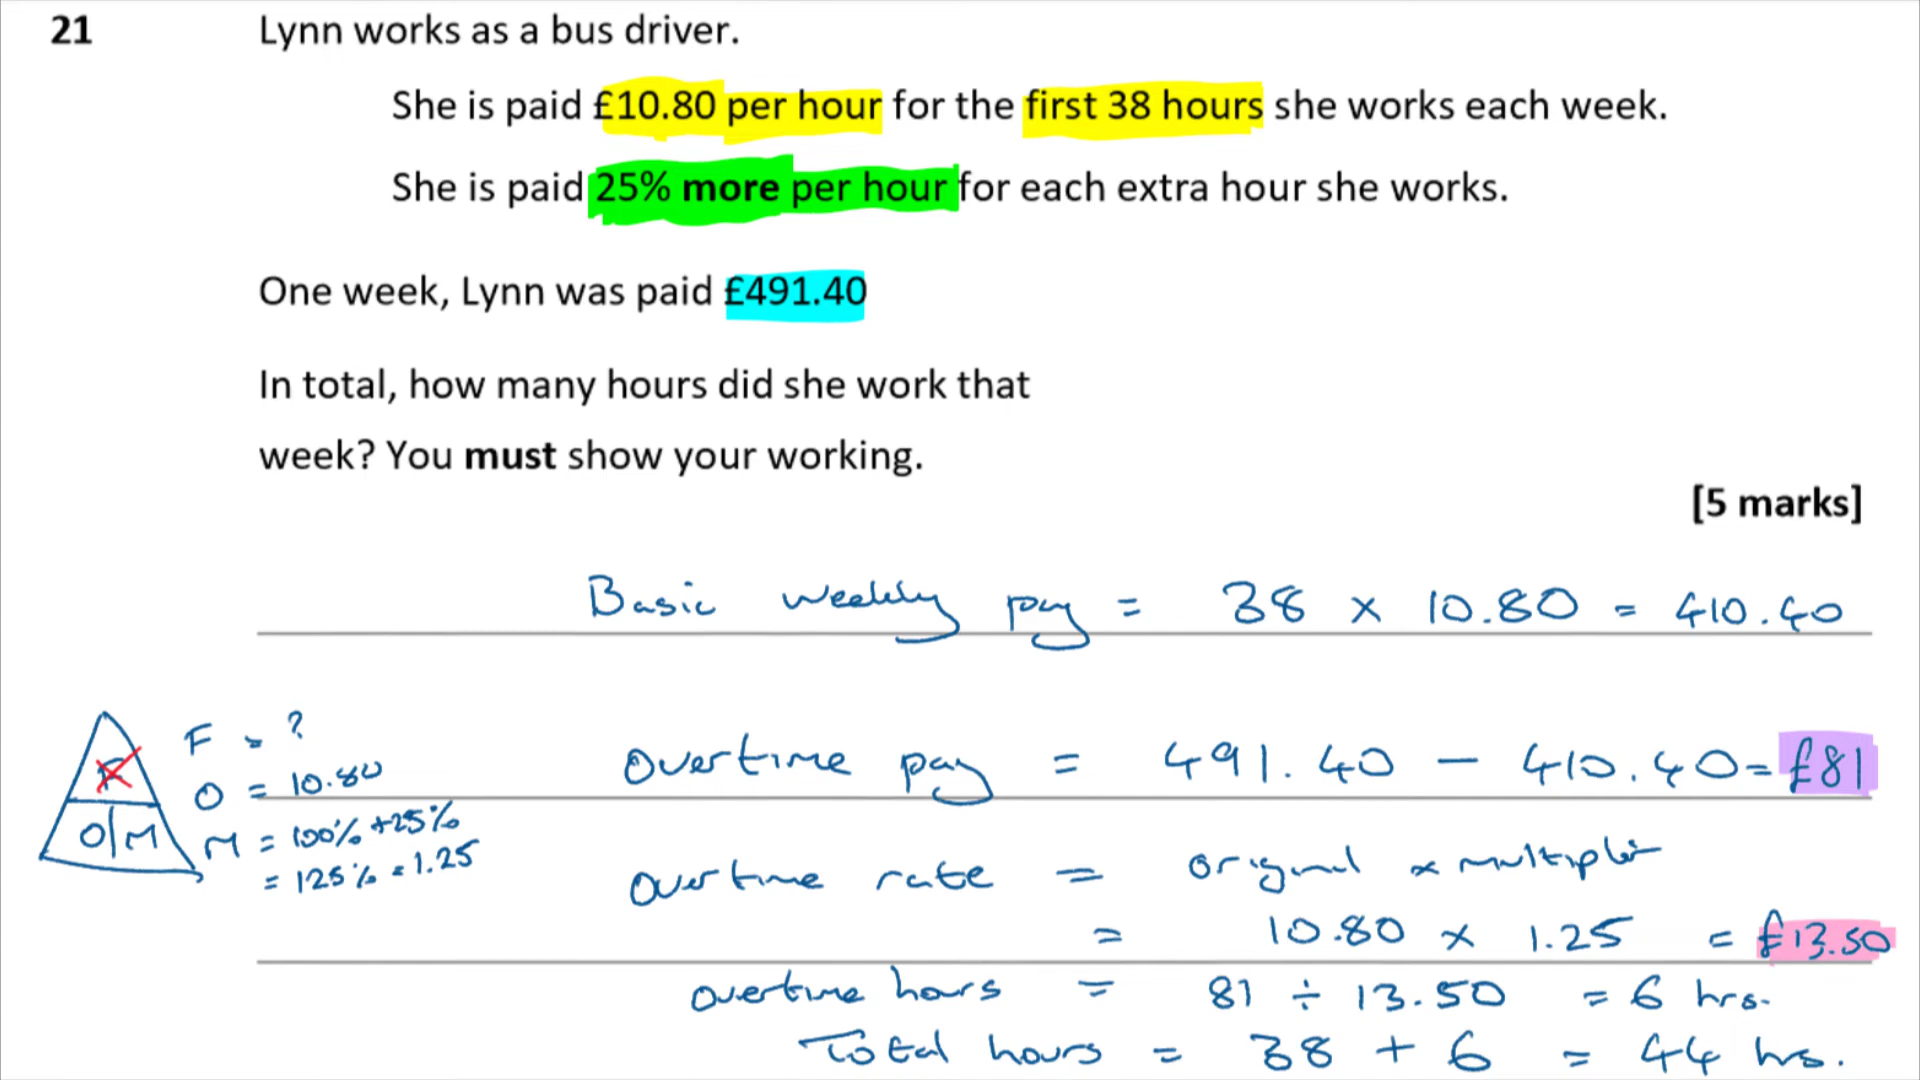 21 Lynn works as a bus driver.
She is paid £10.80 per hour for the first 38 hours she works each week.
She is paid 25% more per hour for each extra hour she works.
One week, Lynn was paid £491.40
In total, how many hours did she work that
week? You must show your working.
[5 marks]
Basic weekly pay = 38 × 10.80 = 410.40
F = ?
O = 10.80
M = 100% + 25%
= 125% = 1.25
F
O M
Overtime pay = 491.40 - 410.40 = £81
Overtime rate = original × multiplier
= 10.80 × 1.25 = £13.50
Overtime hours = 81 ÷ 13.50 = 6 hrs.
Total hours = 38 + 6 = 44 hrs.